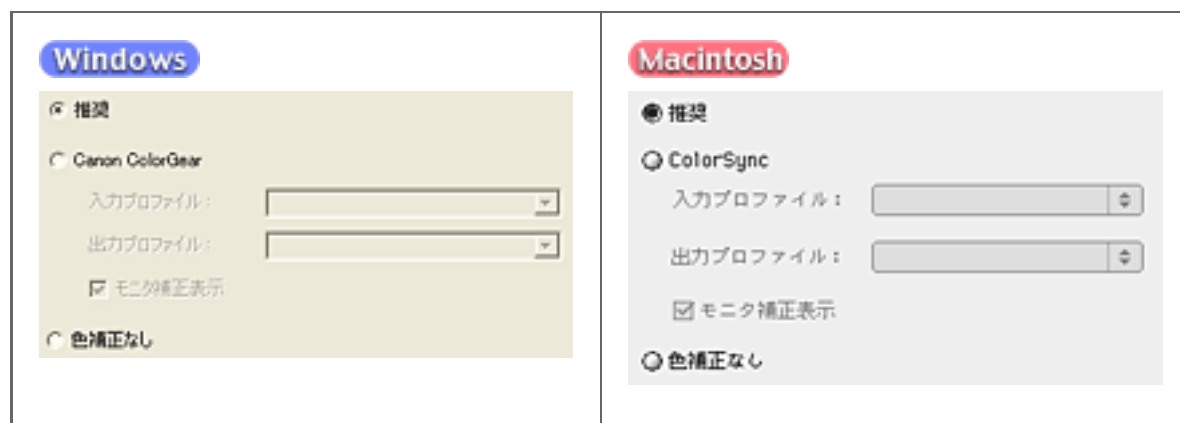 Windows
推奨
Canon ColorGear
入力プロファイル：
出力プロファイル：
モニタ補正表示
色補正なし
Macintosh
推奨
ColorSync
入力プロファイル：
出力プロファイル：
モニタ補正表示
色補正なし